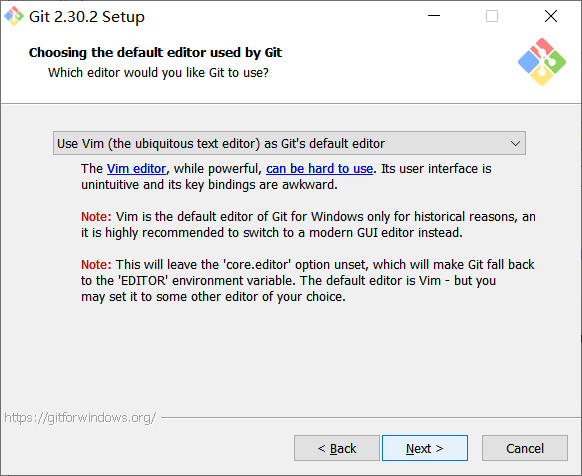 Git 2.30.2 Setup
Choosing the default editor used by Git
Which editor would you like Git to use?
Use Vim (the ubiquitous text editor) as Git's default editor
The Vim editor, while powerful, can be hard to use. Its user interface is
unintuitive and its key bindings are awkward.
Note: Vim is the default editor of Git for Windows only for historical reasons, an
it is highly recommended to switch to a modern GUI editor instead.
Note: This will leave the 'core.editor' option unset, which will make Git fall back
to the 'EDITOR' environment variable. The default editor is Vim - but you
may set it to some other editor of your choice.
https://gitforwindows.org/
< Back Next > Cancel